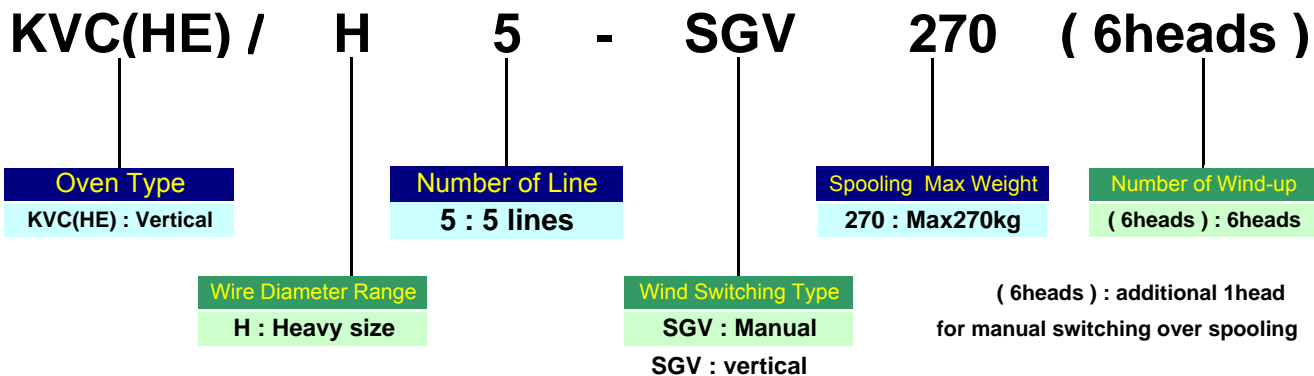 KVC(HE) / H 5 - SGV 270 ( 6heads )
Oven Type
KVC(HE) : Vertical
Number of Line
5 : 5 lines
Spooling Max Weight
270 : Max270kg
Number of Wind-up
( 6heads ) : 6heads
Wire Diameter Range
H : Heavy size
Wind Switching Type
SGV : Manual
SGV : vertical
( 6heads ) : additional 1head
for manual switching over spooling